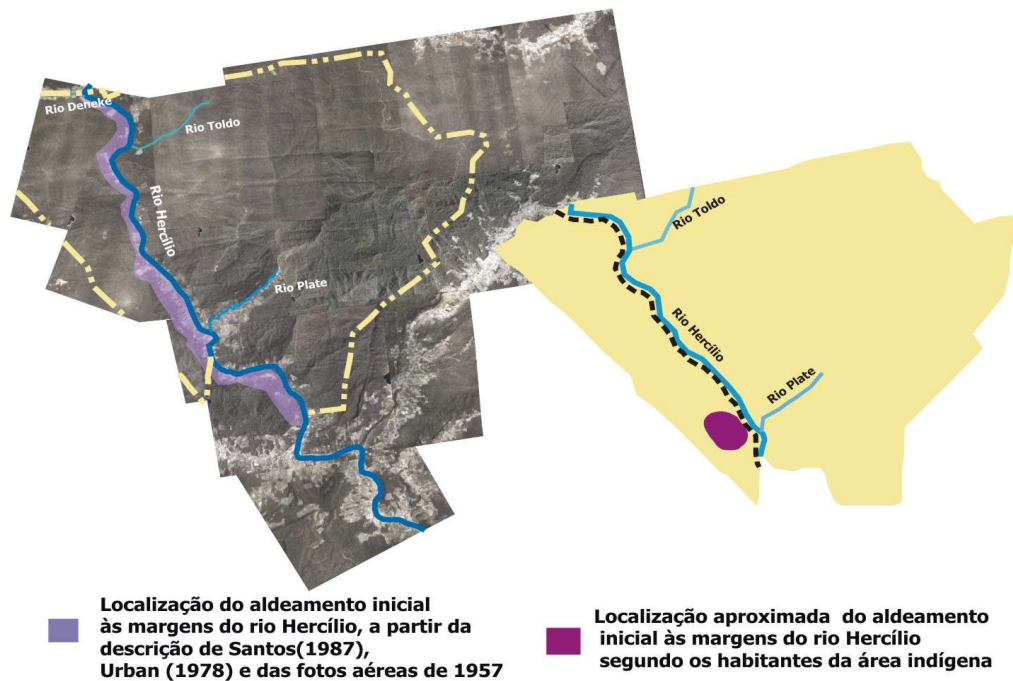 Rio Deneke
Rio Toldo
Rio Hercílio
Rio Plate
Rio Toldo
Rio Hercílio
Rio Plate
Localização do aldeamento inicial
às margens do rio Hercílio, a partir da
descrição de Santos(1987),
Urban (1978) e das fotos aéreas de 1957
Localização aproximada do aldeamento
inicial às margens do rio Hercílio
segundo os habitantes da área indígena